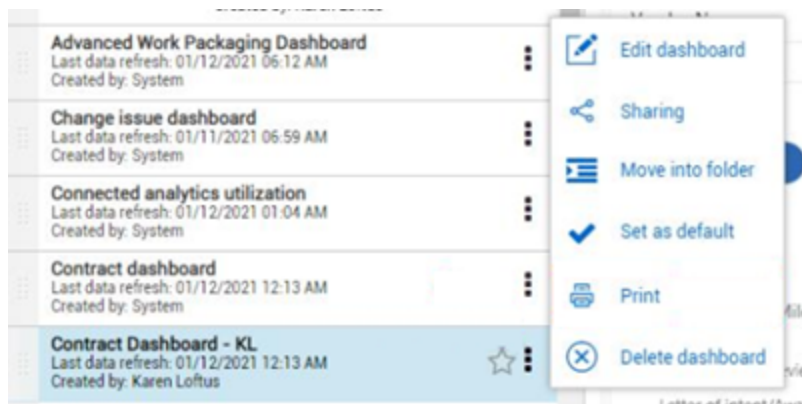 Advanced Work Packaging Dashboard
Last data refresh: 01/12/2021 06:12 AM
Created by: System
Change issue dashboard
Last data refresh: 01/11/2021 06:59 AM
Created by: System
Connected analytics utilization
Last data refresh: 01/12/2021 01:04 AM
Created by: System
Contract dashboard
Last data refresh: 01/12/2021 12:13 AM
Created by: System
Contract Dashboard - KL
Last data refresh: 01/12/2021 12:13 AM
Created by: Karen Loftus
Edit dashboard
Sharing
Move into folder
Set as default
Print
Delete dashboard